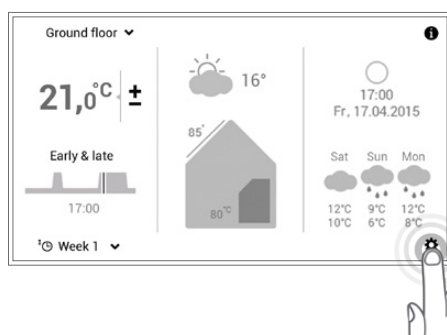 Ground floor
21,0°C ±
Early & late
17:00
Week 1
16°
85°
80°C
17:00
Fr, 17.04.2015
Sat Sun Mon
12°C 9°C 12°C
10°C 6°C 8°C